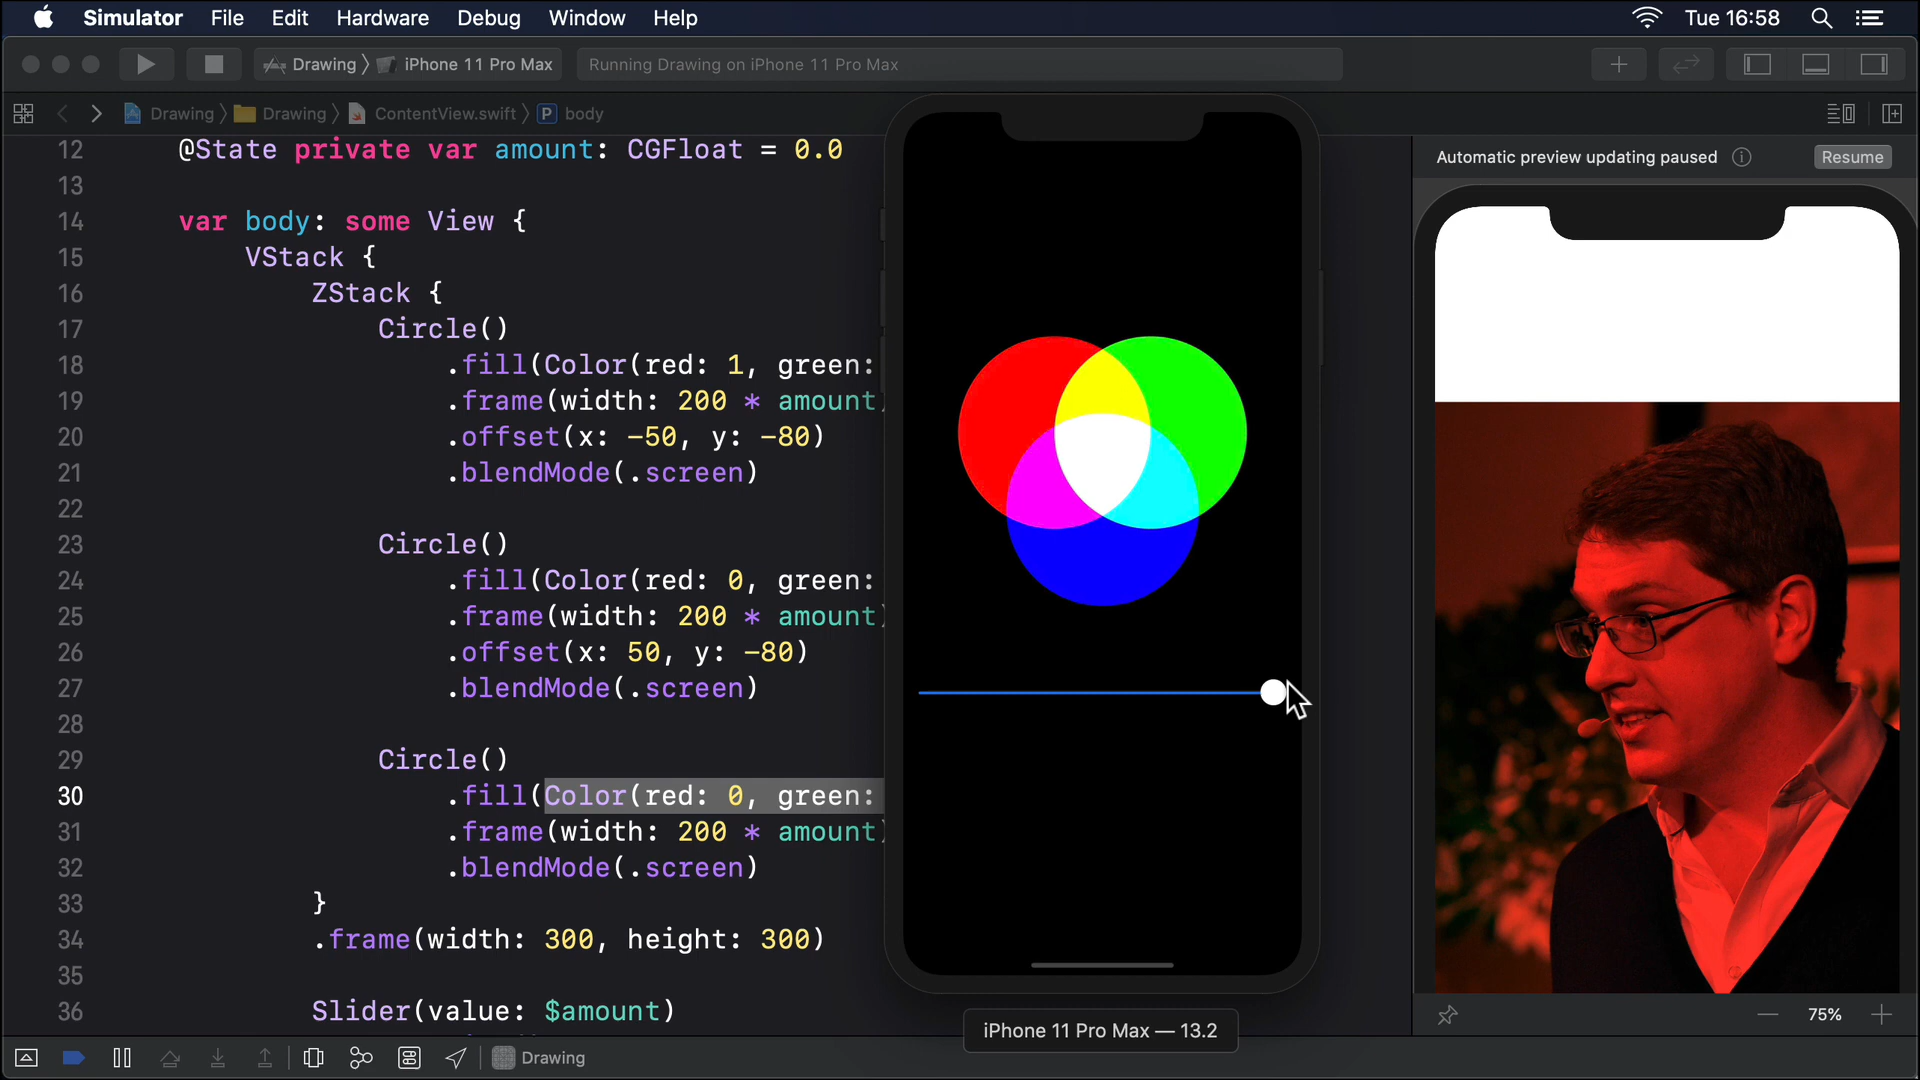 Simulator File Edit Hardware Debug Window Help Tue 16:58
Drawing iPhone 11 Pro Max Running Drawing on iPhone 11 Pro Max
Drawing Drawing ContentView.swift P body
Automatic preview updating paused Resume
12 @State private var amount: CGFloat = 0.0
13
14 var body: some View {
15 VStack {
16 ZStack {
17 Circle()
18 .fill(Color(red: 1, green:
19 .frame(width: 200 * amount
20 .offset(x: -50, y: -80)
21 .blendMode(.screen)
22
23 Circle()
24 .fill(Color(red: 0, green:
25 .frame(width: 200 * amount
26 .offset(x: 50, y: -80)
27 .blendMode(.screen)
28
29 Circle()
30 .fill(Color(red: 0, green:
31 .frame(width: 200 * amount
32 .blendMode(.screen)
33 }
34 .frame(width: 300, height: 300)
35
36 Slider(value: $amount)
iPhone 11 Pro Max — 13.2
75%
Drawing